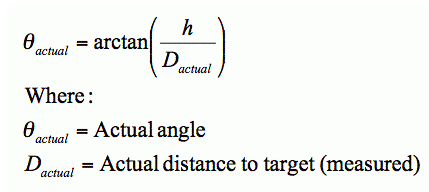 θ_actual = arctan(h / D_actual)
Where:
θ_actual = Actual angle
D_actual = Actual distance to target (measured)